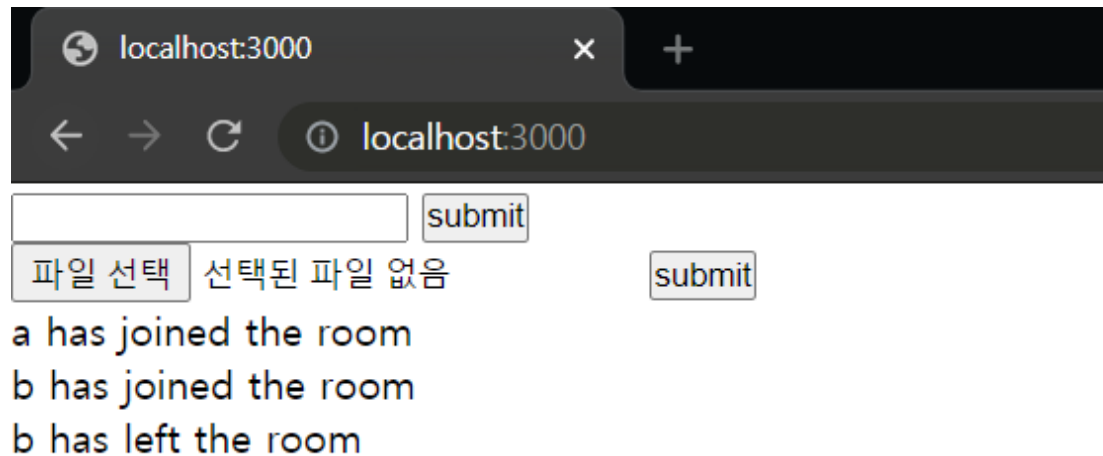 localhost:3000
localhost:3000
submit
파일 선택 선택된 파일 없음 submit
a has joined the room
b has joined the room
b has left the room